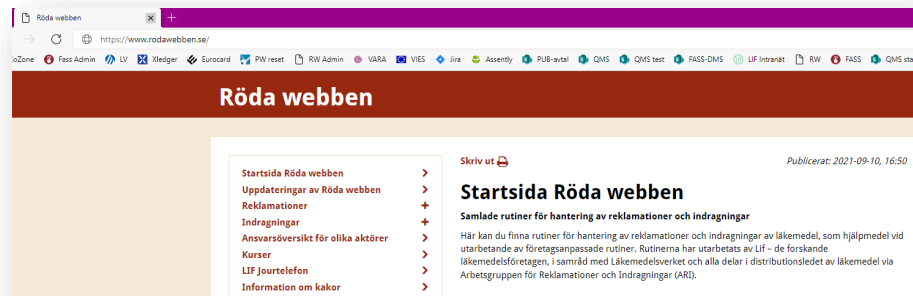 Röda webben
https://www.rodawebben.se/
Fass Admin LV Xledger Eurocard PW reset RW Admin VARA VIES Jira Assently PUB-avtal QMS QMS test FASS-DMS LIF Intranät RW FASS QMS sta
Röda webben
Skriv ut
Publicerat: 2021-09-10, 16:50
Startsida Röda webben
Uppdateringar av Röda webben
Reklamationer
Indragningar
Ansvarsöversikt för olika aktörer
Kurser
LIF Jourtelefon
Information om kakor
Startsida Röda webben
Samlade rutiner för hantering av reklamationer och indragningar
Här kan du finna rutiner för hantering av reklamationer och indragningar av läkemedel, som hjälpmedel vid
utarbetande av företagsanpassade rutiner. Rutinerna har utarbetats av Lif – de forskande
läkemedelsföretagen, i samråd med Läkemedelsverket och alla delar i distributionsledet av läkemedel via
Arbetsgruppen för Reklamationer och Indragningar (ARI).